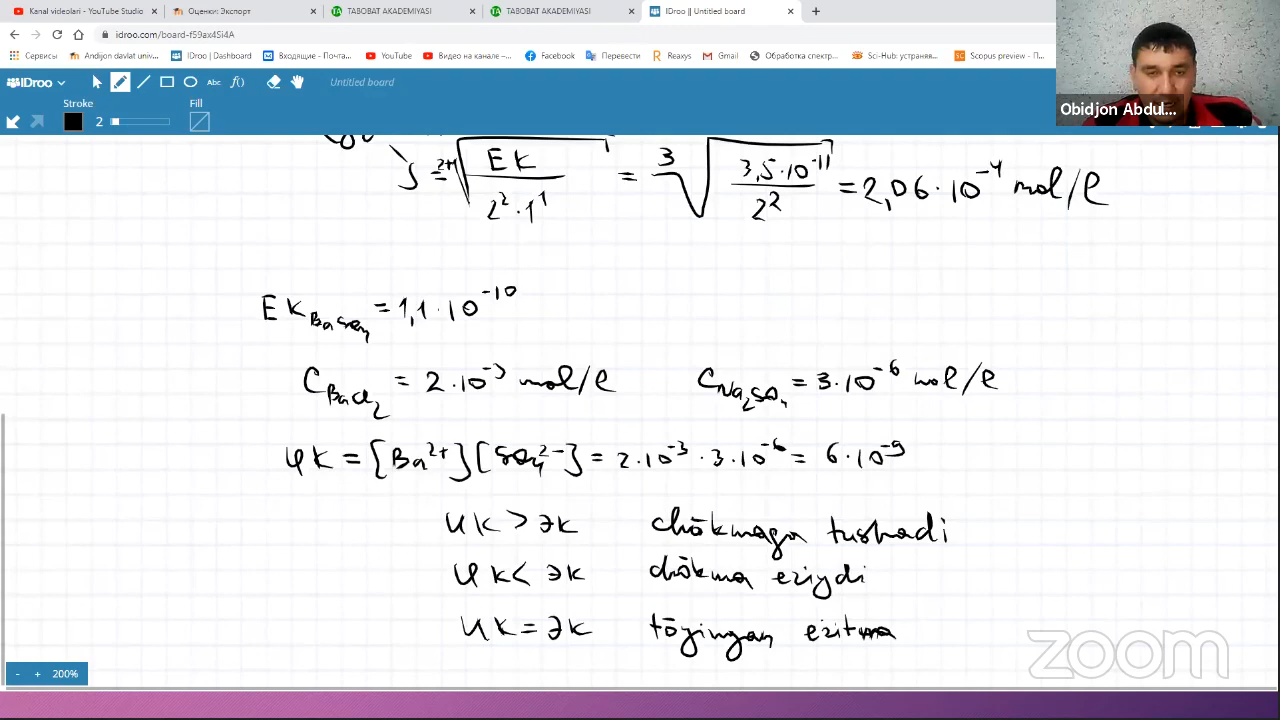 Kanal videolari - YouTube Studio
Оценки: Экспорт
TABOBAT AKADEMIYASI
TABOBAT AKADEMIYASI
IDroo || Untitled board
idroo.com/board-f59ax4Si4A
Сервисы
Andijon davlat univ...
IDroo | Dashboard
Входящие - Почта...
YouTube
Видео на канале –...
Facebook
Перевести
Reaxys
Gmail
Обработка спектр...
Sci-Hub: устраняя...
Scopus preview - П...
IDroo
Abc
f()
Untitled board
Obidjon Abdul...
Stroke
Fill
2
S = ²⁺¹√(EK / 2² · 1¹) = ³√(3,5 · 10⁻¹¹ / 2²) = 2,06 · 10⁻⁴ mol/l
EK BaSO₄ = 1,1 · 10⁻¹⁰
C BaCl₂ = 2 · 10⁻³ mol/l C Na₂SO₄ = 3 · 10⁻⁶ mol/l
ИК = [Ba²⁺][SO₄²⁻] = 2 · 10⁻³ · 3 · 10⁻⁶ = 6 · 10⁻⁹
ИК > ЭК chōkmaga tushadi
ИК < ЭК chōkma eriydi
ИК = ЭК tōyingan eritma
zoom
- + 200%